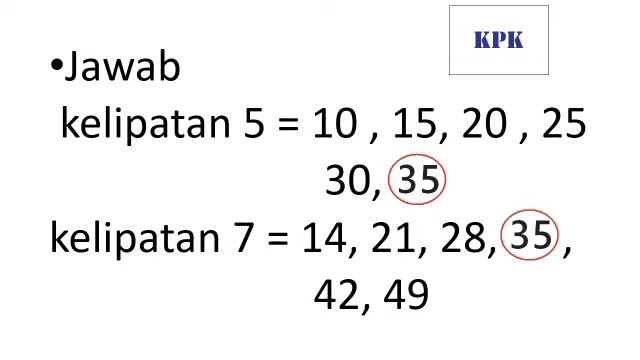 KPK
•Jawab
kelipatan 5 = 10 , 15, 20 , 25
30, 35
kelipatan 7 = 14, 21, 28, 35 ,
42, 49